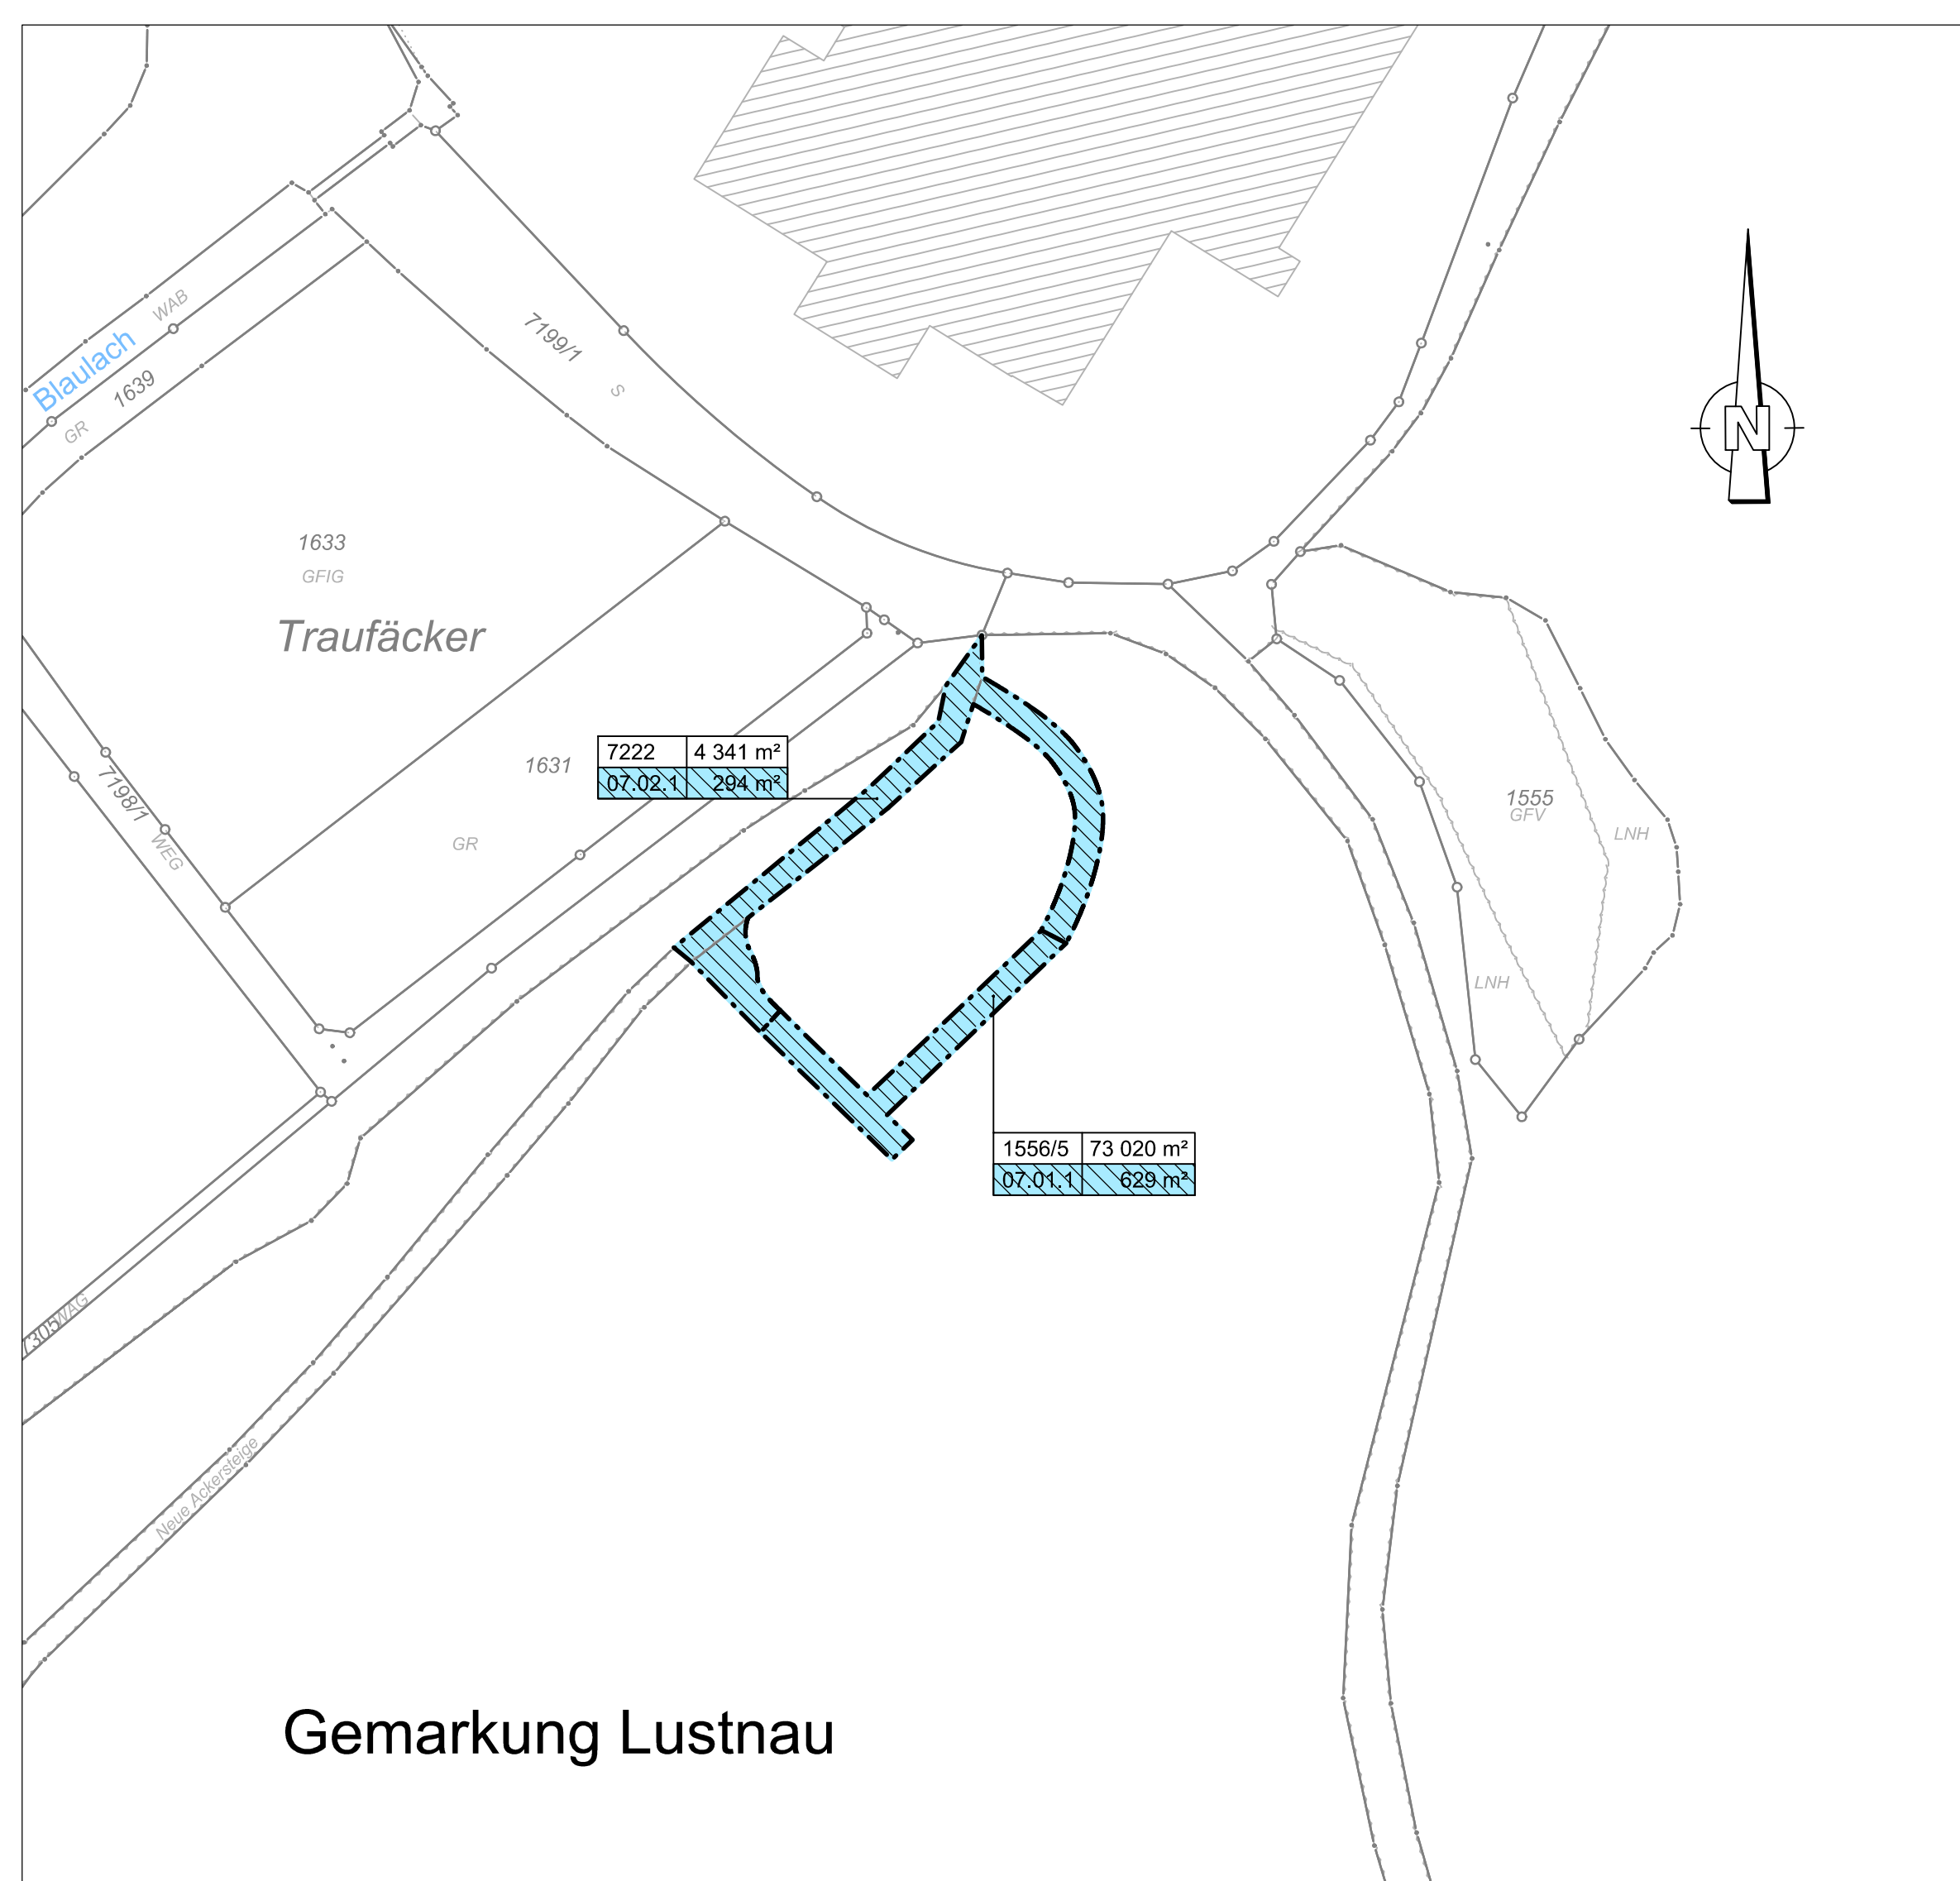 WAB
Blaulach
1639
GR
7199/1
S
N
1633
GFIG
Traufäcker
7222 4 341 m²
07.02.1 294 m²
1631
7198/1
WEG
GR
1555
GFV
LNH
LNH
1556/5 73 020 m²
07.01.1 629 m²
WAG
7305
Neue Ackersteige
Gemarkung Lustnau